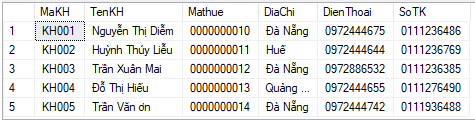 MaKH TenKH Mathue DiaChi DienThoai SoTK
1 KH001 Nguyễn Thị Diễm 0000000010 Đà Nẵng 0972444675 0111236486
2 KH002 Huỳnh Thúy Liễu 0000000011 Huế 0972444644 0111236769
3 KH003 Trần Xuân Mai 0000000012 Đà Nẵng 0972886532 0111236385
4 KH004 Đỗ Thị Hiếu 0000000013 Quảng ... 0972444655 0111276490
5 KH005 Trần Văn ơn 0000000014 Đà Nẵng 0972444742 0111936488